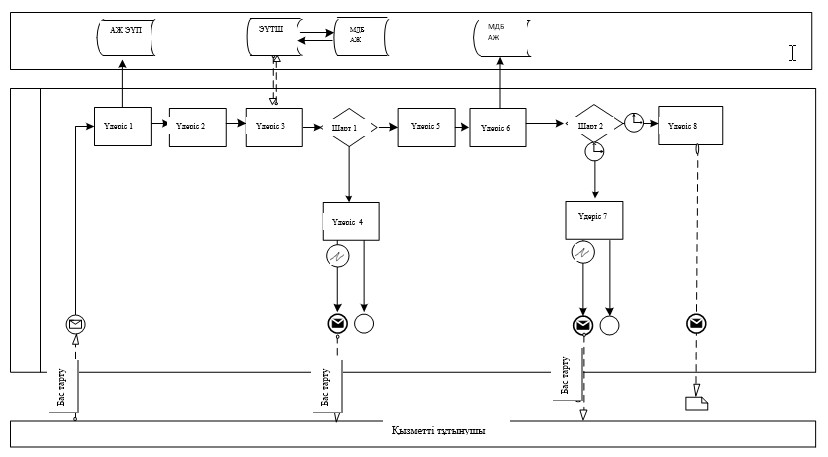 АЖ ЭҮП
ЭҮТШ
МДБ
АЖ
МДБ
АЖ
Үдеріс 1
Үдеріс 2
Үдеріс 3
Шарт 1
Үдеріс 5
Үдеріс 6
Шарт 2
Үдеріс 8
Үдеріс 4
Үдеріс 7
Бас тарту
Бас тарту
Бас тарту
Қызметті тұтынушы